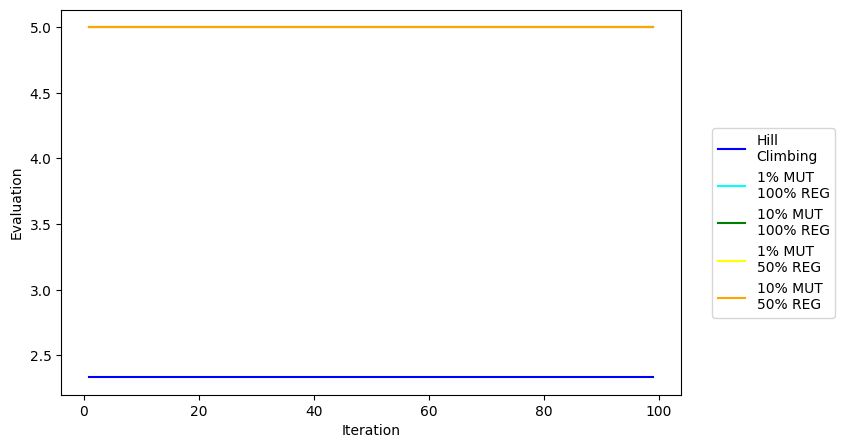 5.0
4.5
4.0
3.5
3.0
2.5
Evaluation
0
20
40
60
80
100
Iteration
Hill
Climbing
1% MUT
100% REG
10% MUT
100% REG
1% MUT
50% REG
10% MUT
50% REG